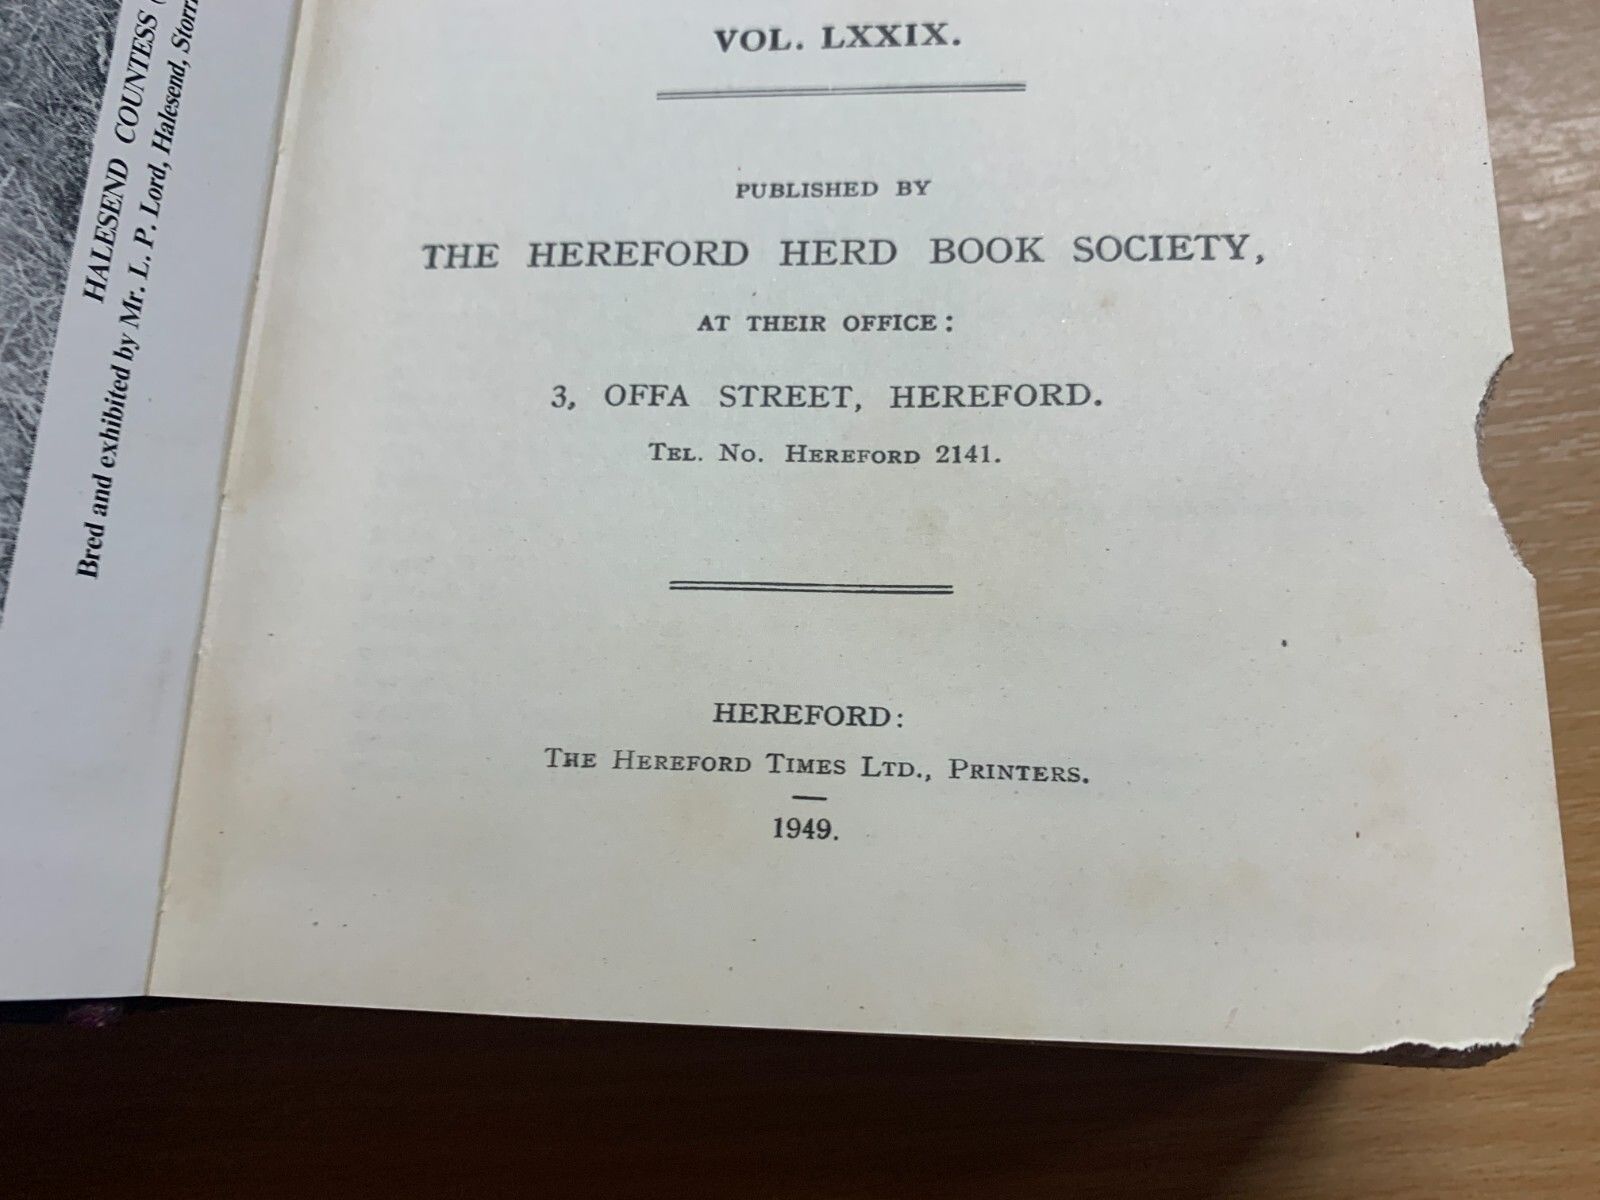 HALESEND COUNTESS
Bred and exhibited by Mr. L. P. Lord, Halesend,
VOL. LXXIX.
PUBLISHED BY
THE HEREFORD HERD BOOK SOCIETY,
AT THEIR OFFICE:
3, OFFA STREET, HEREFORD.
TEL. NO. HEREFORD 2141.
HEREFORD:
THE HEREFORD TIMES LTD., PRINTERS.
1949.